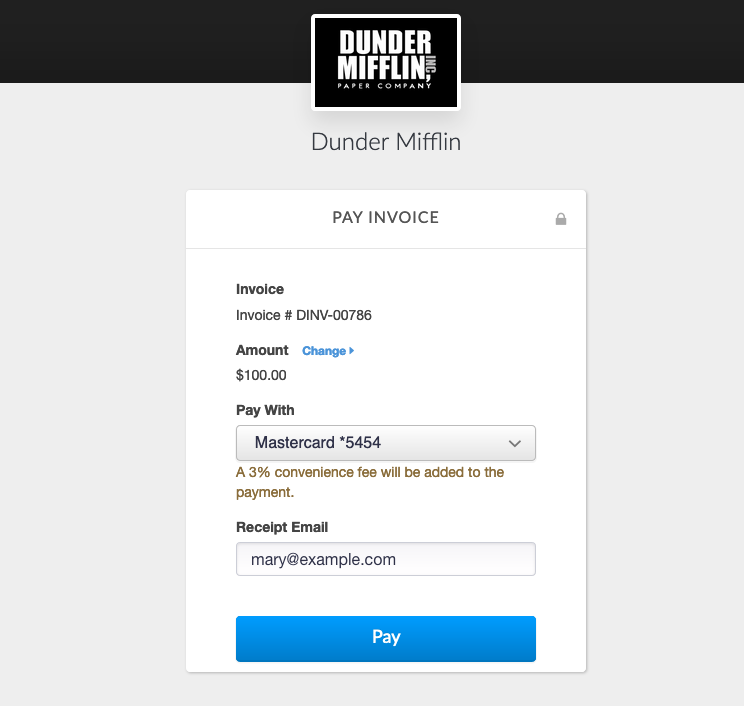 DUNDER
MIFFLIN, INC
PAPER COMPANY
Dunder Mifflin
PAY INVOICE
Invoice
Invoice # DINV-00786
Amount Change
$100.00
Pay With
Mastercard *5454
A 3% convenience fee will be added to the
payment.
Receipt Email
mary@example.com
Pay